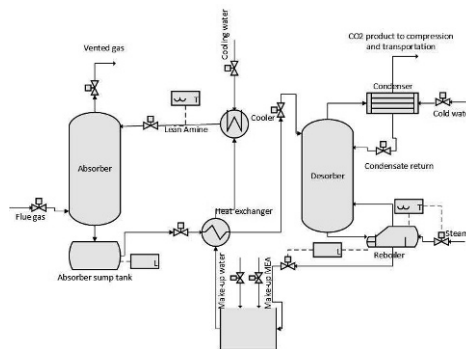 CO2 product to compression
and transportation
Vented gas
Cooling water
T
Condenser
Lean Amine
Cooler
Cold wate
Absorber
Desorber
Condensate return
Flue gas
Heat exchanger
T
Steam
L
L
Reboiler
Absorber sump tank
Make-up water
Make-up MEA